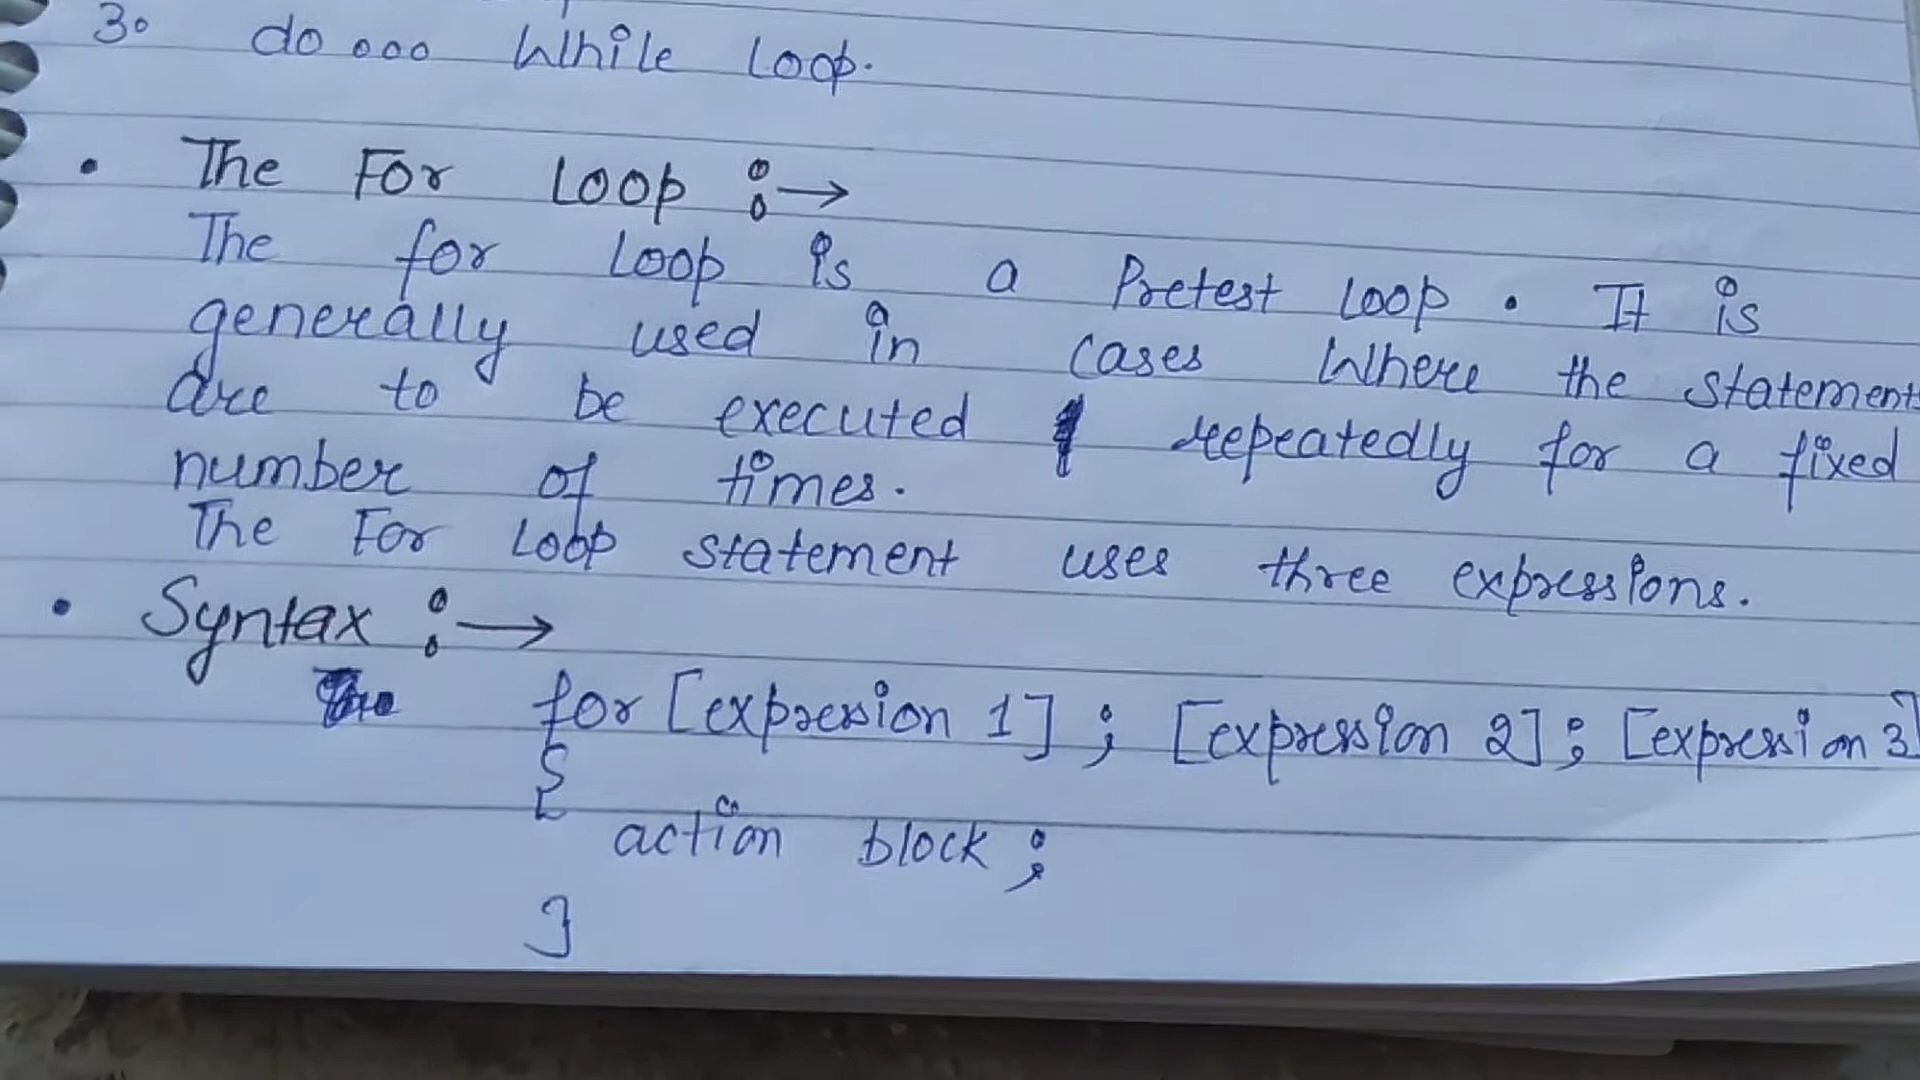 3. do ... While Loop.
• The For Loop :→
The for Loop is a Pretest Loop. It is
generally used in cases Where the statements
are to be executed repeatedly for a fixed
number of times.
The For Loop statement uses three expressions.
• Syntax :→
for [expression 1]; [expression 2]; [expression 3]
{
action block;
}